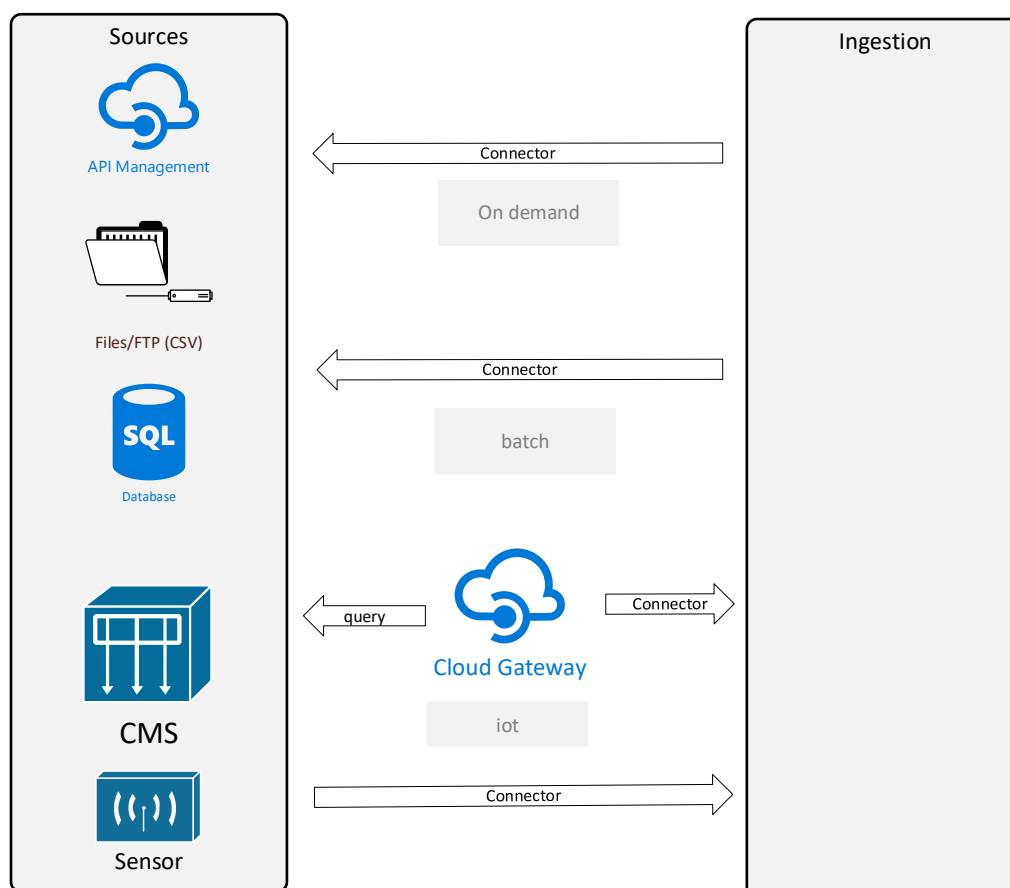 Sources
API Management
Files/FTP (CSV)
SQL
Database
CMS
Sensor
Connector
On demand
Connector
batch
query
Cloud Gateway
Connector
iot
Connector
Ingestion